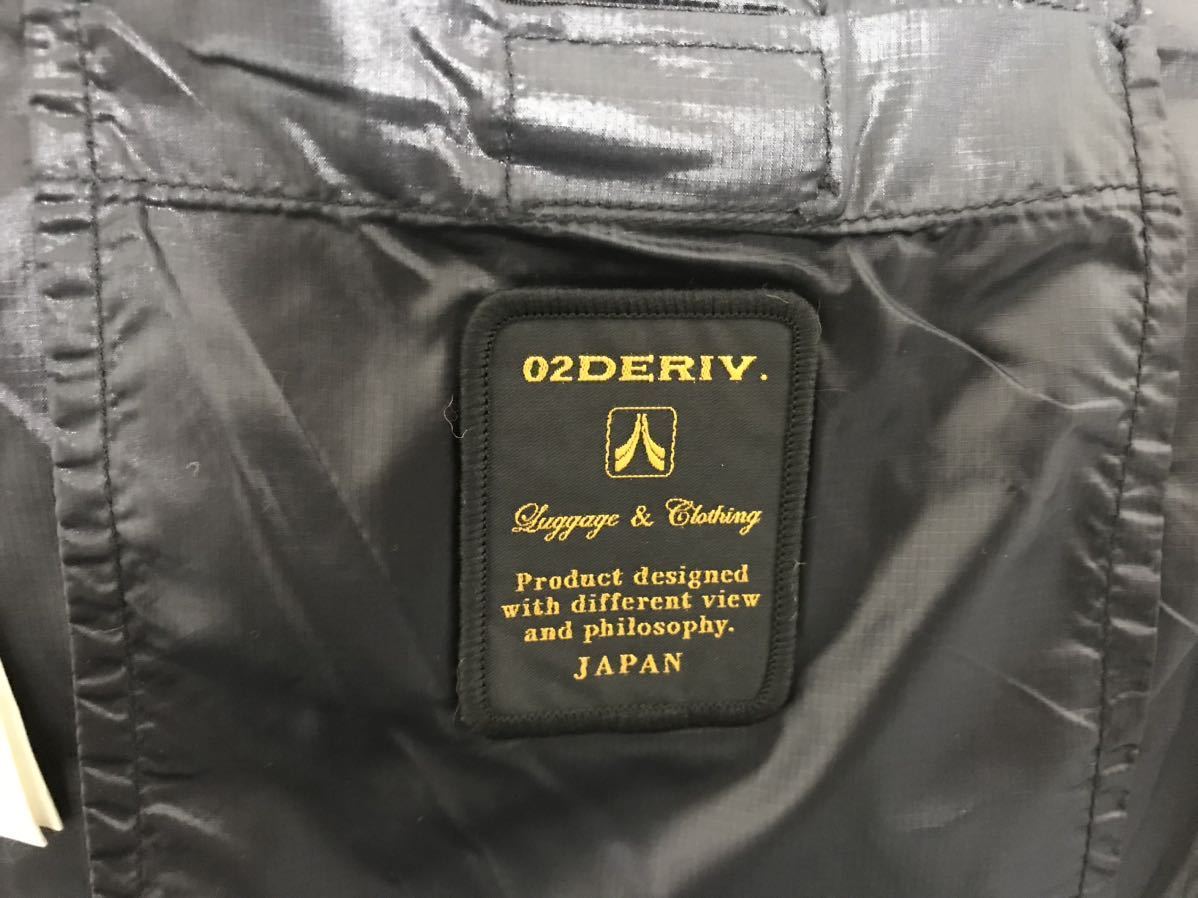 02DERIV.
Luggage & Clothing
Product designed
with different view
and philosophy.
JAPAN